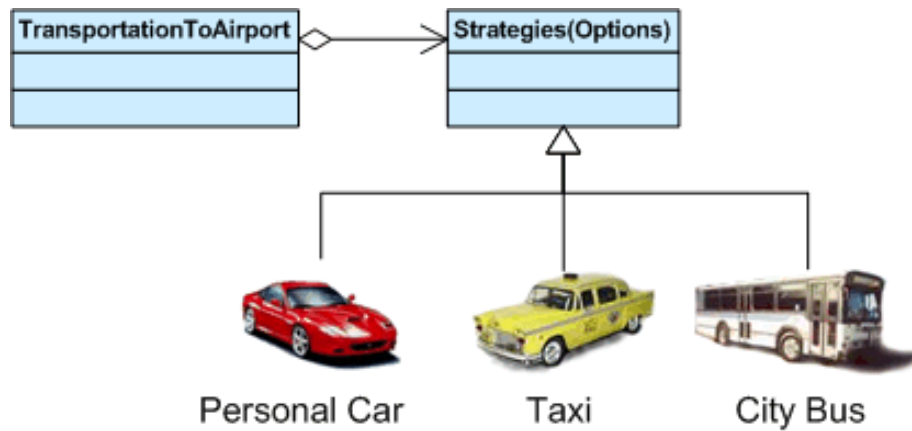 TransportationToAirport
Strategies(Options)
Personal Car
Taxi
City Bus